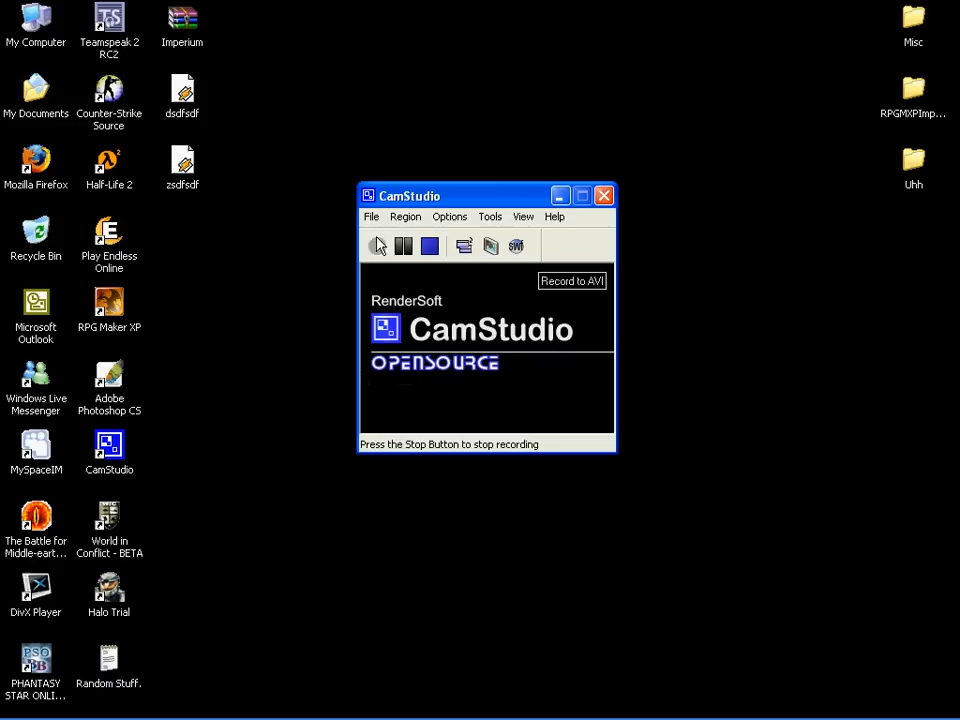 My Computer
Teamspeak 2
RC2
Imperium
Misc
My Documents
Counter-Strike
Source
dsdfsdf
RPGMXPImp...
Mozilla Firefox
Half-Life 2
zsdfsdf
Uhh
Recycle Bin
Play Endless
Online
Microsoft
Outlook
RPG Maker XP
Windows Live
Messenger
Adobe
Photoshop CS
MySpaceIM
CamStudio
The Battle for
Middle-eart...
World in
Conflict - BETA
DivX Player
Halo Trial
PHANTASY
STAR ONLI...
Random Stuff.
CamStudio
File Region Options Tools View Help
SWF
Record to AVI
RenderSoft
CamStudio
OPENSOURCE
Press the Stop Button to stop recording